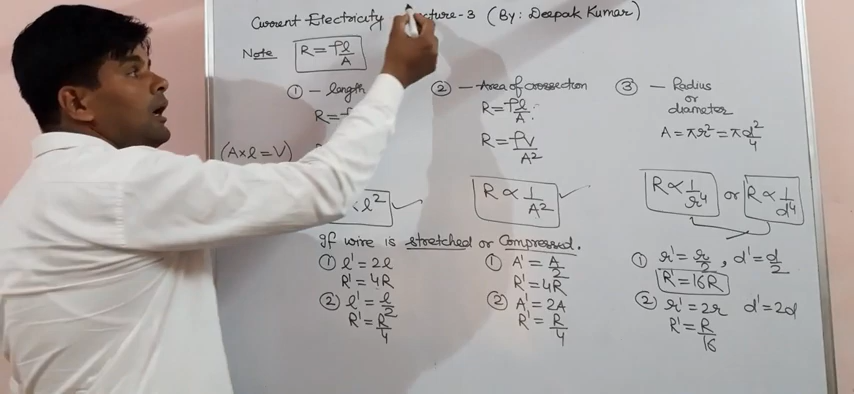 Current Electricity Lecture-3 (By: Deepak Kumar)
Note R = ρl/A
① - length
R = ρ
(A×l = V)
∝ l² ✓
② - Area of crossection
R = ρl/A :
R = ρV/A²
R ∝ 1/A² ✓
③ - Radius
or
diameter
A = πr² = πd²/4
R ∝ 1/r⁴ or R ∝ 1/d⁴
If wire is stretched or Compressed.
① l' = 2l
R' = 4R
② l' = l/2
R' = R/4
① A' = A/2
R' = 4R
② A' = 2A
R' = R/4
① r' = r/2 , d' = d/2
R' = 16R
② r' = 2r d' = 2d
R' = R/16